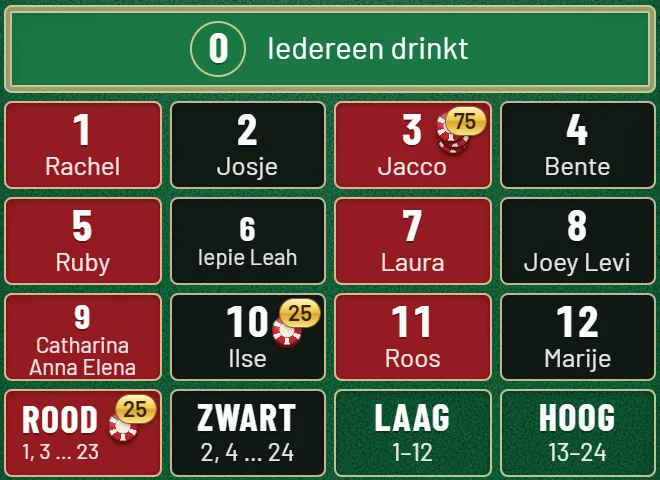 0 Iedereen drinkt
1
Rachel
2
Josje
3 75
Jacco
4
Bente
5
Ruby
6
Iepie Leah
7
Laura
8
Joey Levi
9
Catharina
Anna Elena
10 25
Ilse
11
Roos
12
Marije
ROOD 25
1, 3 ... 23
ZWART
2, 4 ... 24
LAAG
1–12
HOOG
13–24